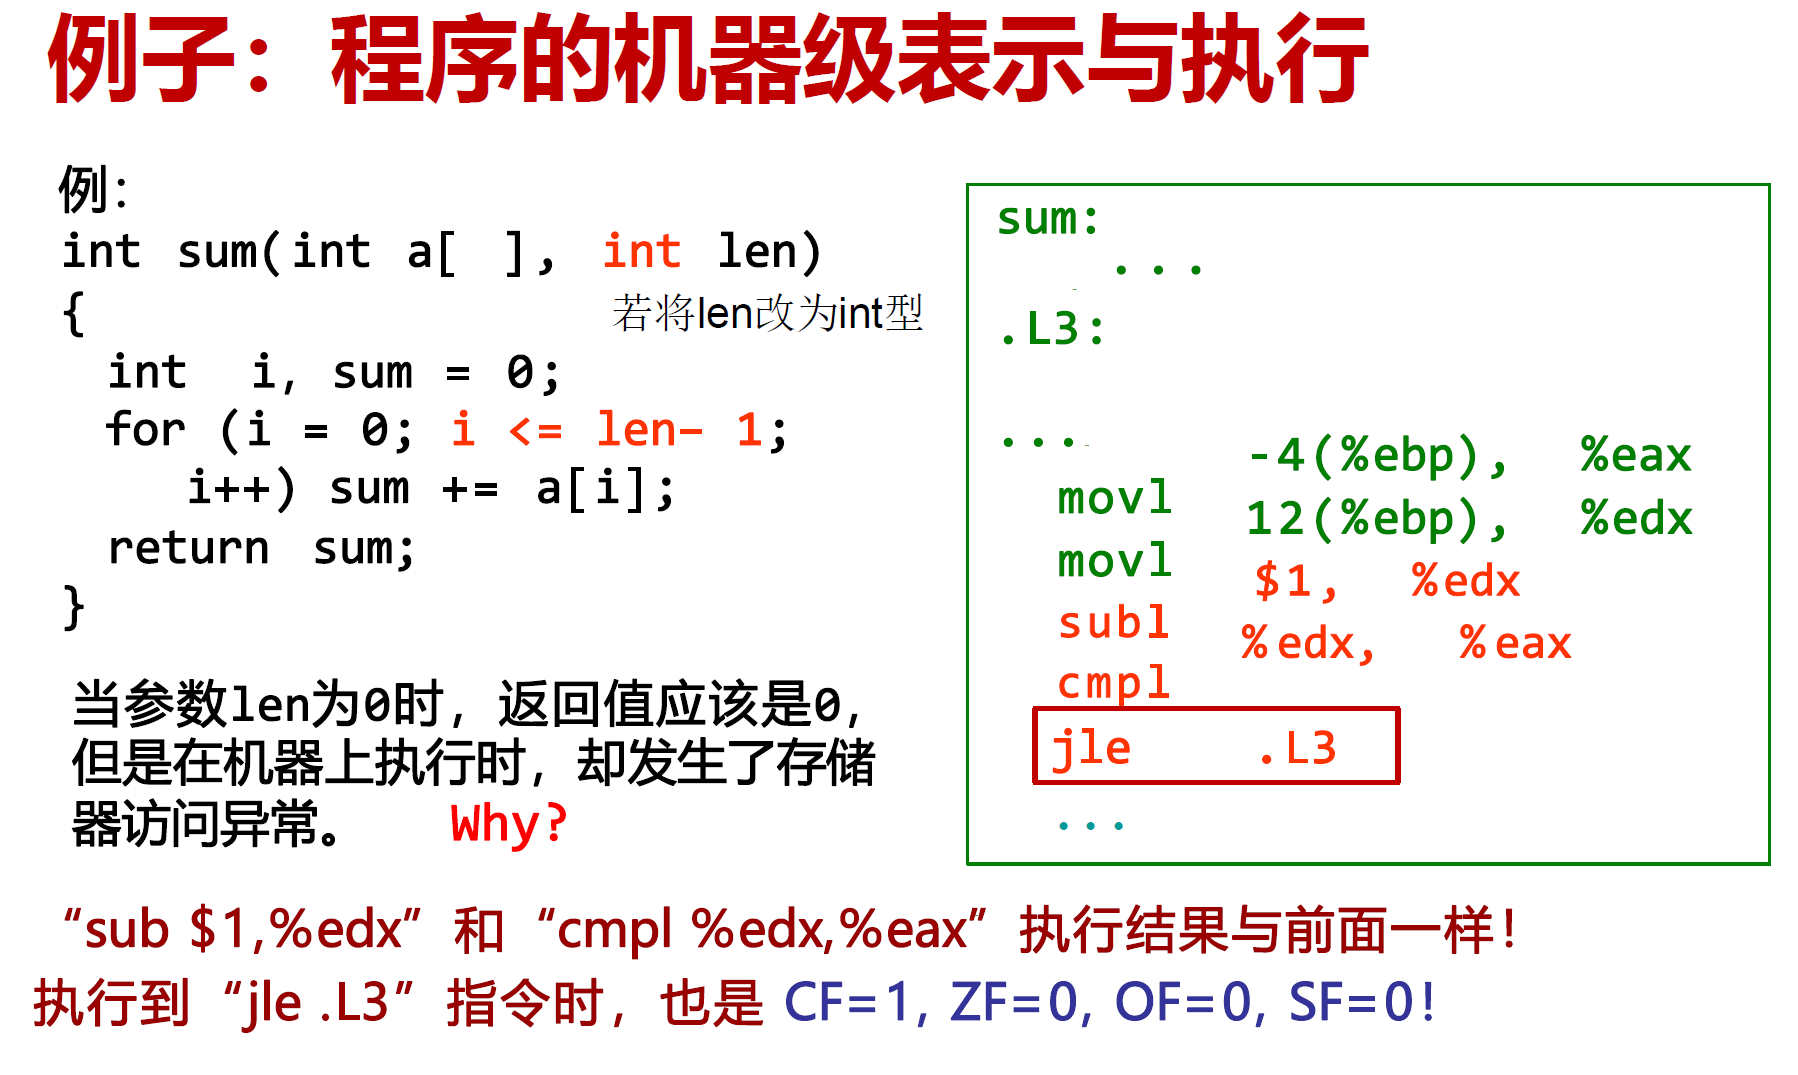 例子：程序的机器级表示与执行
例：
int sum(int a[ ], int len)
{
若将len改为int型
int i, sum = 0;
for (i = 0; i <= len– 1;
i++) sum += a[i];
return sum;
}
当参数len为0时，返回值应该是0，
但是在机器上执行时，却发生了存储
器访问异常。 Why?
sum:
...
.L3:
...
movl -4(%ebp), %eax
movl 12(%ebp), %edx
subl $1, %edx
cmpl %edx, %eax
jle .L3
...
“sub $1,%edx”和“cmpl %edx,%eax”执行结果与前面一样！
执行到“jle .L3”指令时，也是 CF=1, ZF=0, OF=0, SF=0！